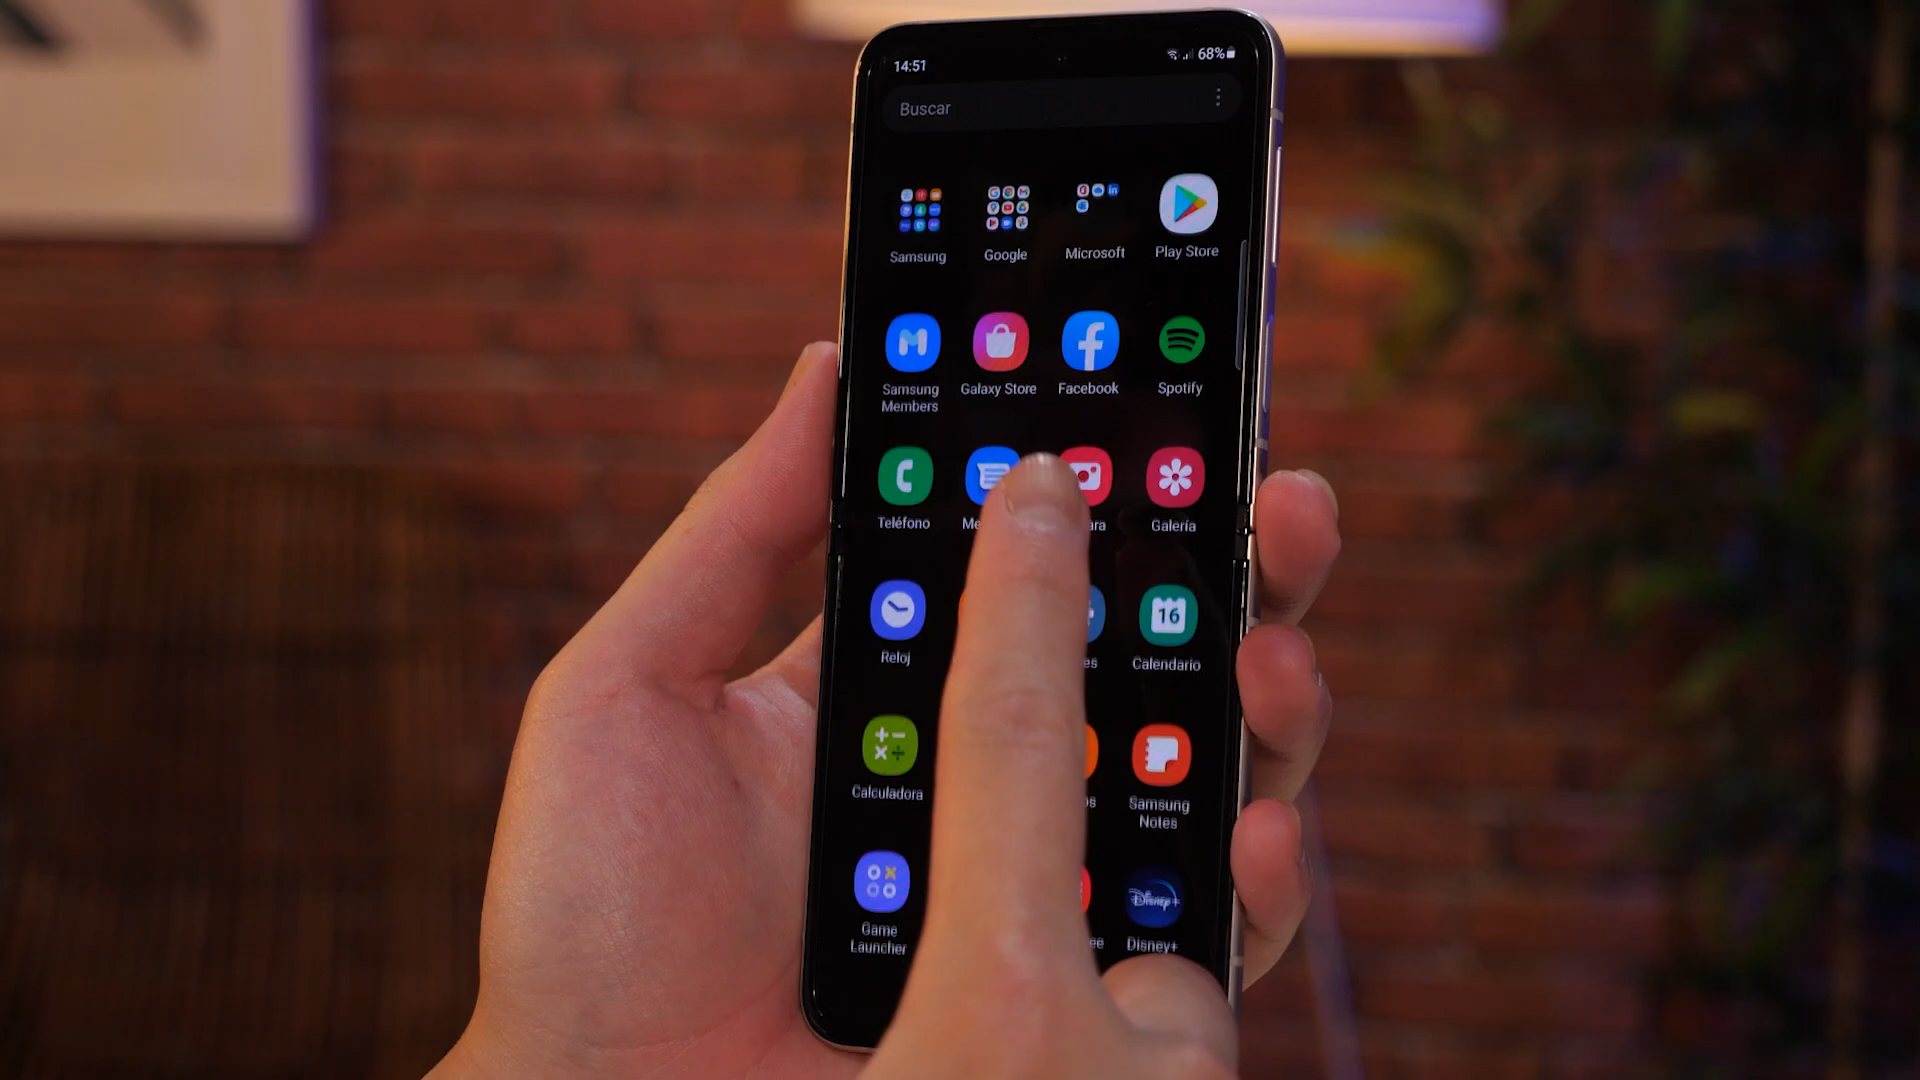 14:51
68%
Buscar
Samsung
Google
Microsoft
Play Store
Samsung
Members
Galaxy Store
Facebook
Spotify
Teléfono
Galería
Reloj
16
Calendario
Calculadora
Samsung
Notes
Game
Launcher
Disney+
Disney+